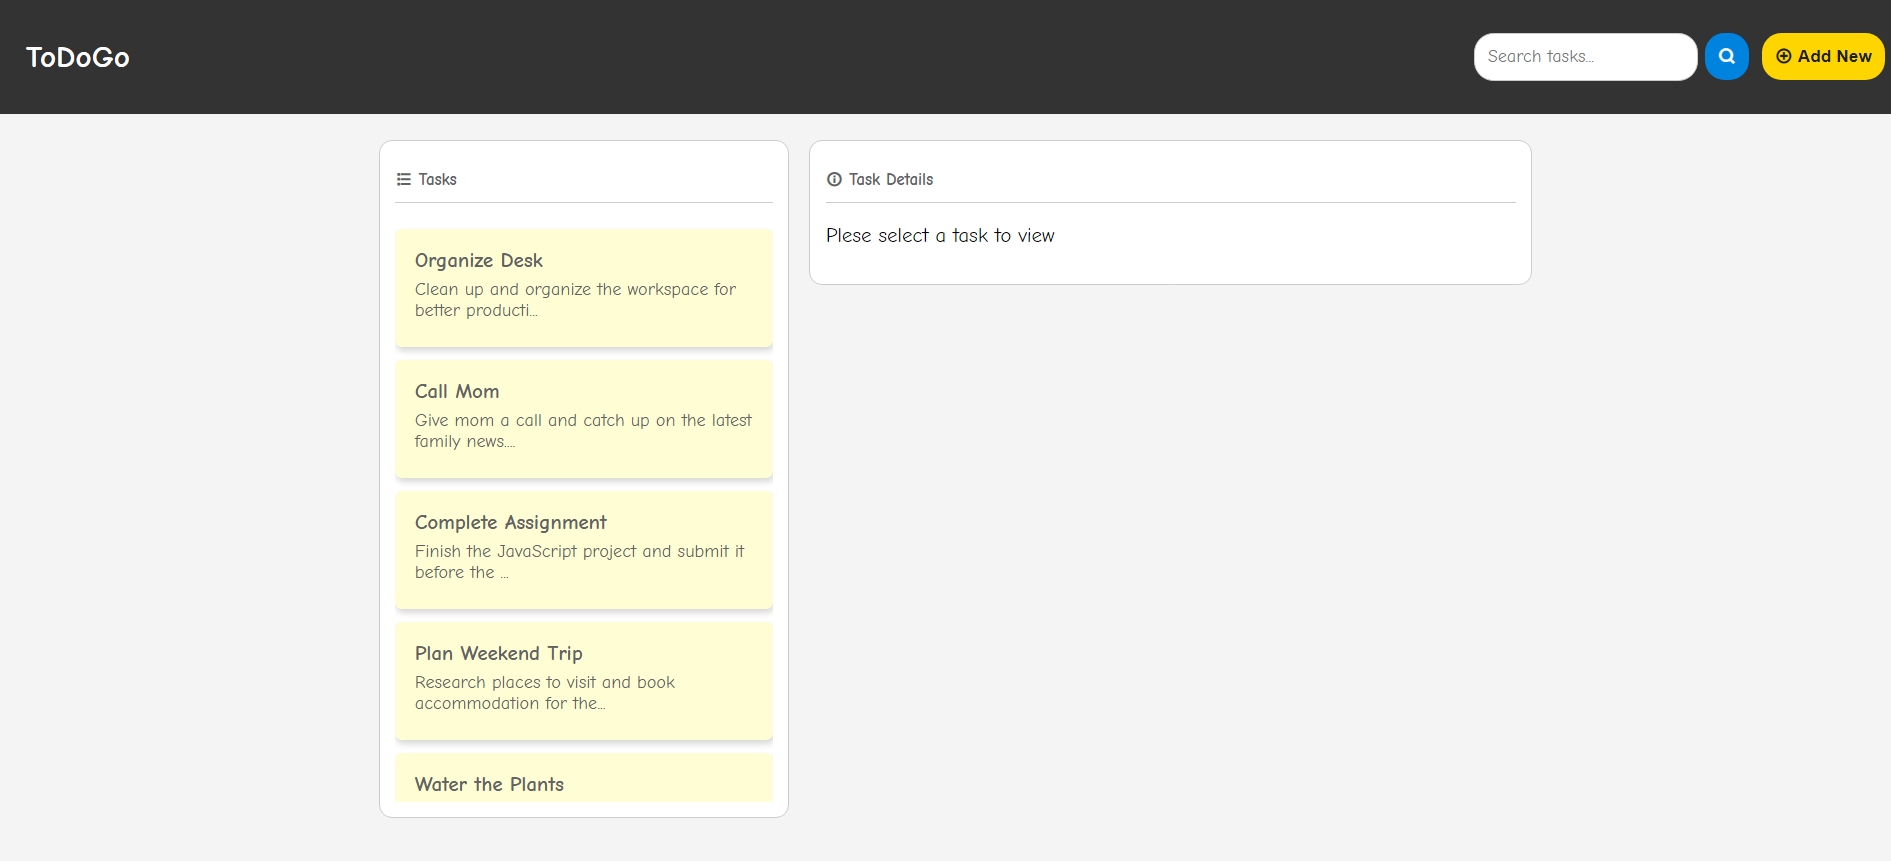 ToDoGo
Search tasks...
Add New
Tasks
Organize Desk
Clean up and organize the workspace for
better producti...
Call Mom
Give mom a call and catch up on the latest
family news....
Complete Assignment
Finish the JavaScript project and submit it
before the ...
Plan Weekend Trip
Research places to visit and book
accommodation for the...
Water the Plants
Task Details
Plese select a task to view